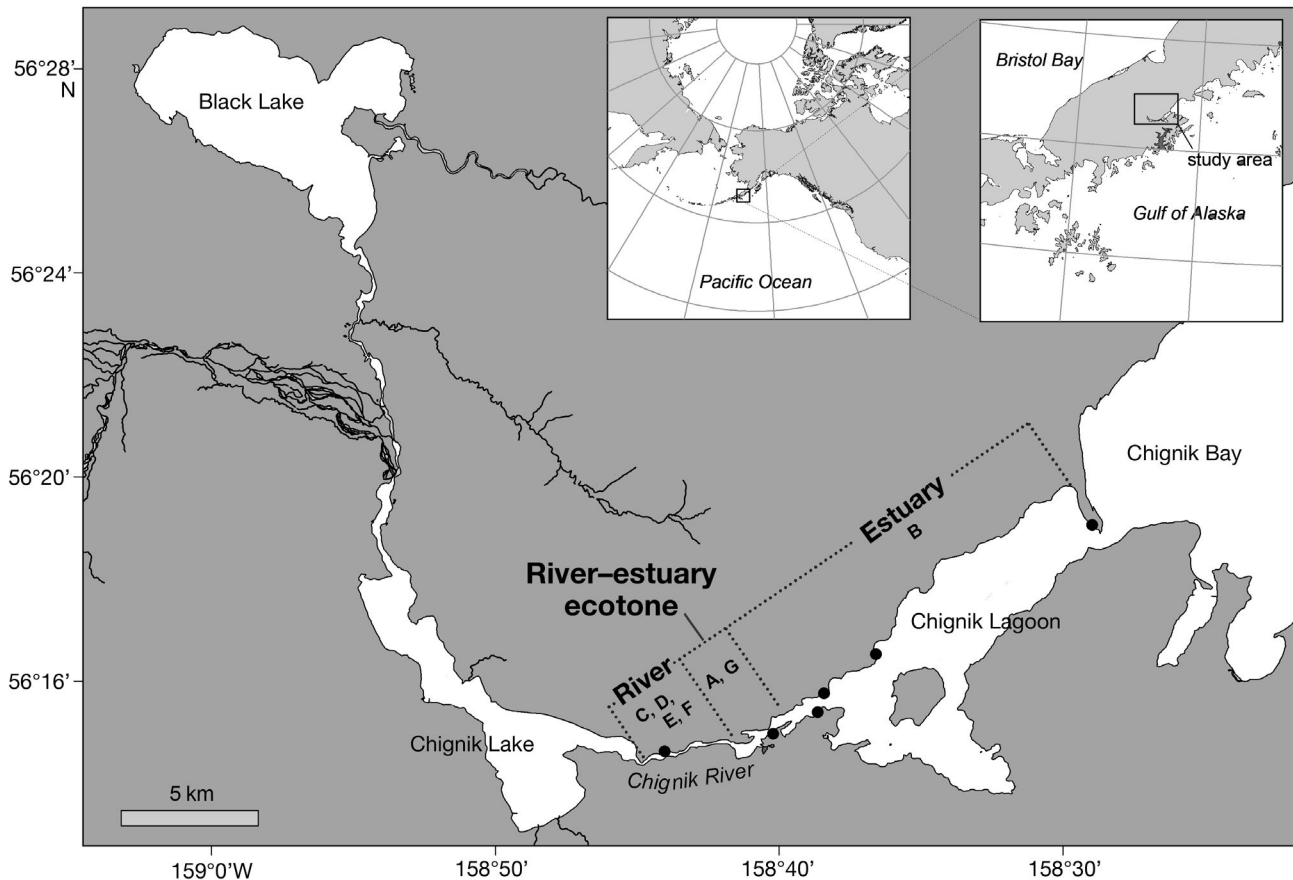 56°28’
N
56°24’
56°20’
56°16’
Black Lake
Pacific Ocean
Bristol Bay
study area
Gulf of Alaska
Chignik Bay
Estuary
B
River–estuary
ecotone
Chignik Lagoon
River
C, D,
E, F
A, G
Chignik Lake
Chignik River
5 km
159°0’W
158°50’
158°40’
158°30’